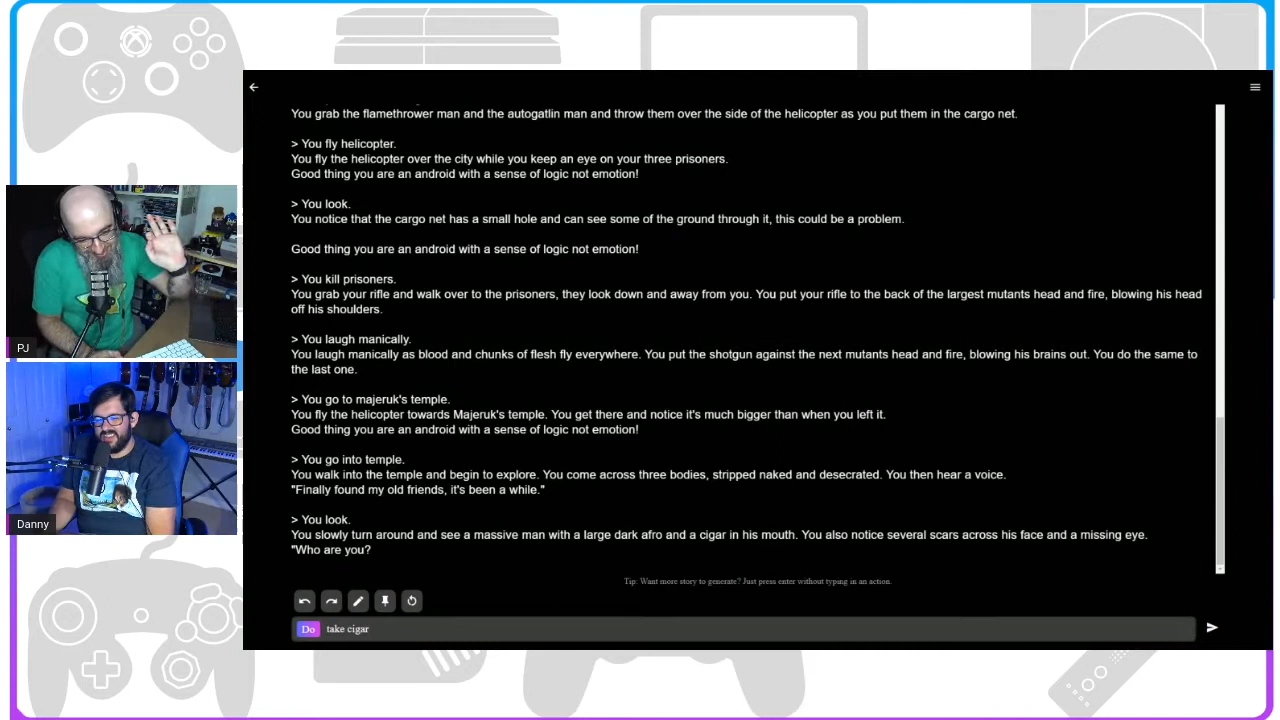 You grab the flamethrower man and the autogatlin man and throw them over the side of the helicopter as you put them in the cargo net.
> You fly helicopter.
You fly the helicopter over the city while you keep an eye on your three prisoners.
Good thing you are an android with a sense of logic not emotion!
> You look.
You notice that the cargo net has a small hole and can see some of the ground through it, this could be a problem.
Good thing you are an android with a sense of logic not emotion!
> You kill prisoners.
You grab your rifle and walk over to the prisoners, they look down and away from you. You put your rifle to the back of the largest mutants head and fire, blowing his head
off his shoulders.
> You laugh manically.
You laugh manically as blood and chunks of flesh fly everywhere. You put the shotgun against the next mutants head and fire, blowing his brains out. You do the same to
the last one.
> You go to majeruk's temple.
You fly the helicopter towards Majeruk's temple. You get there and notice it's much bigger than when you left it.
Good thing you are an android with a sense of logic not emotion!
> You go into temple.
You walk into the temple and begin to explore. You come across three bodies, stripped naked and desecrated. You then hear a voice.
"Finally found my old friends, it's been a while."
> You look.
You slowly turn around and see a massive man with a large dark afro and a cigar in his mouth. You also notice several scars across his face and a missing eye.
"Who are you?
Tip: Want more story to generate? Just press enter without typing in an action.
Do take cigar
PJ
Danny